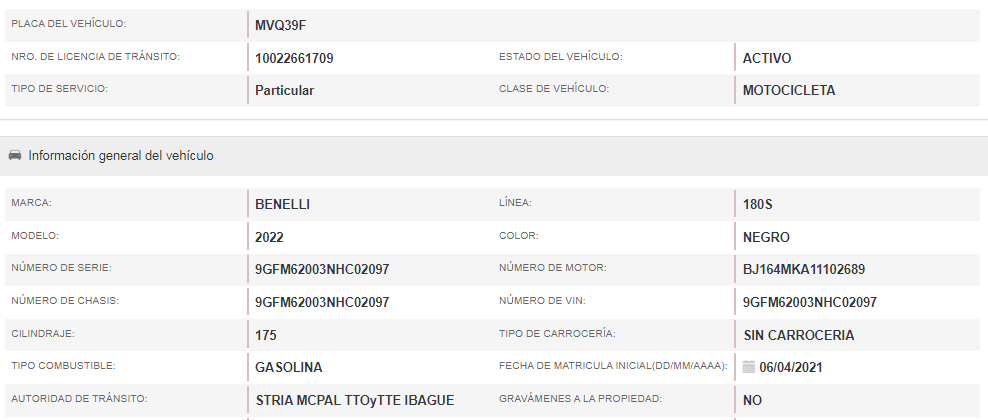 PLACA DEL VEHÍCULO: MVQ39F
NRO. DE LICENCIA DE TRÁNSITO: 10022661709 ESTADO DEL VEHÍCULO: ACTIVO
TIPO DE SERVICIO: Particular CLASE DE VEHÍCULO: MOTOCICLETA
Información general del vehículo
MARCA: BENELLI LÍNEA: 180S
MODELO: 2022 COLOR: NEGRO
NÚMERO DE SERIE: 9GFM62003NHC02097 NÚMERO DE MOTOR: BJ164MKA11102689
NÚMERO DE CHASIS: 9GFM62003NHC02097 NÚMERO DE VIN: 9GFM62003NHC02097
CILINDRAJE: 175 TIPO DE CARROCERÍA: SIN CARROCERIA
TIPO COMBUSTIBLE: GASOLINA FECHA DE MATRICULA INICIAL(DD/MM/AAAA): 06/04/2021
AUTORIDAD DE TRÁNSITO: STRIA MCPAL TTOyTTE IBAGUE GRAVÁMENES A LA PROPIEDAD: NO